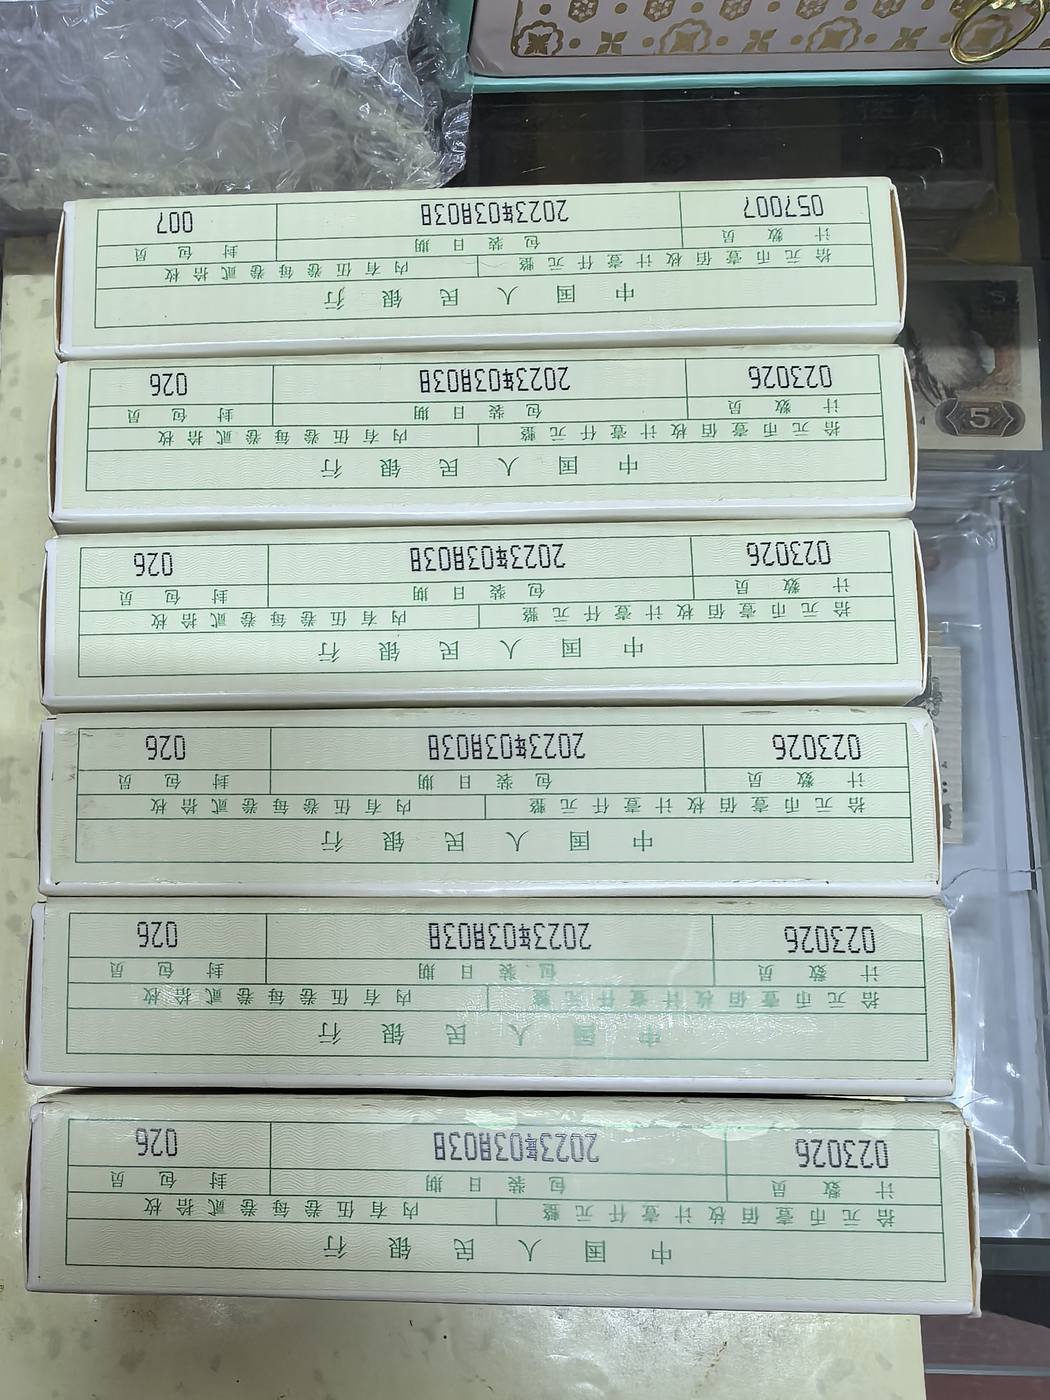 中国人民银行
拾元币壹佰枚计壹仟元整 内有伍卷每卷贰拾枚
计数员 包装日期 封包员
023026 2023年03月03日 026
中国人民银行
拾元币壹佰枚计壹仟元整 内有伍卷每卷贰拾枚
计数员 包装日期 封包员
023026 2023年03月03日 026
中国人民银行
拾元币壹佰枚计壹仟元整 内有伍卷每卷贰拾枚
计数员 包装日期 封包员
023026 2023年03月03日 026
中国人民银行
拾元币壹佰枚计壹仟元整 内有伍卷每卷贰拾枚
计数员 包装日期 封包员
023026 2023年03月03日 026
中国人民银行
拾元币壹佰枚计壹仟元整 内有伍卷每卷贰拾枚
计数员 包装日期 封包员
023026 2023年03月03日 026
中国人民银行
拾元币壹佰枚计壹仟元整 内有伍卷每卷贰拾枚
计数员 包装日期 封包员
057007 2023年03月03日 007
5
5